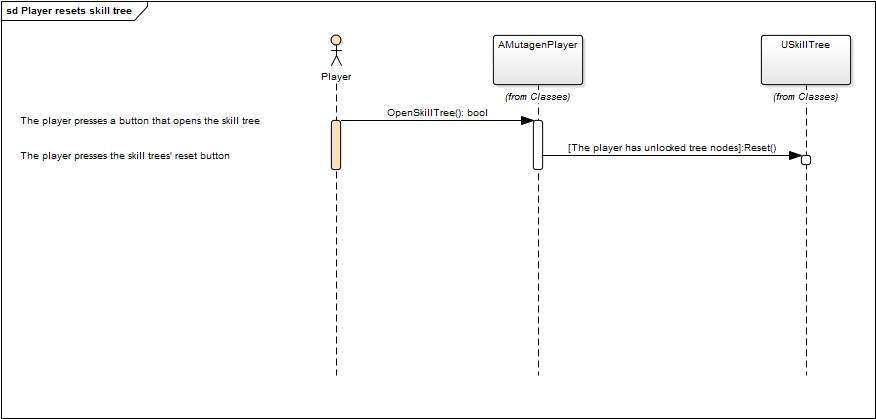 sd Player resets skill tree
Player
AMutagenPlayer
(from Classes)
USkillTree
(from Classes)
The player presses a button that opens the skill tree
OpenSkillTree(): bool
The player presses the skill trees' reset button
[The player has unlocked tree nodes]:Reset()